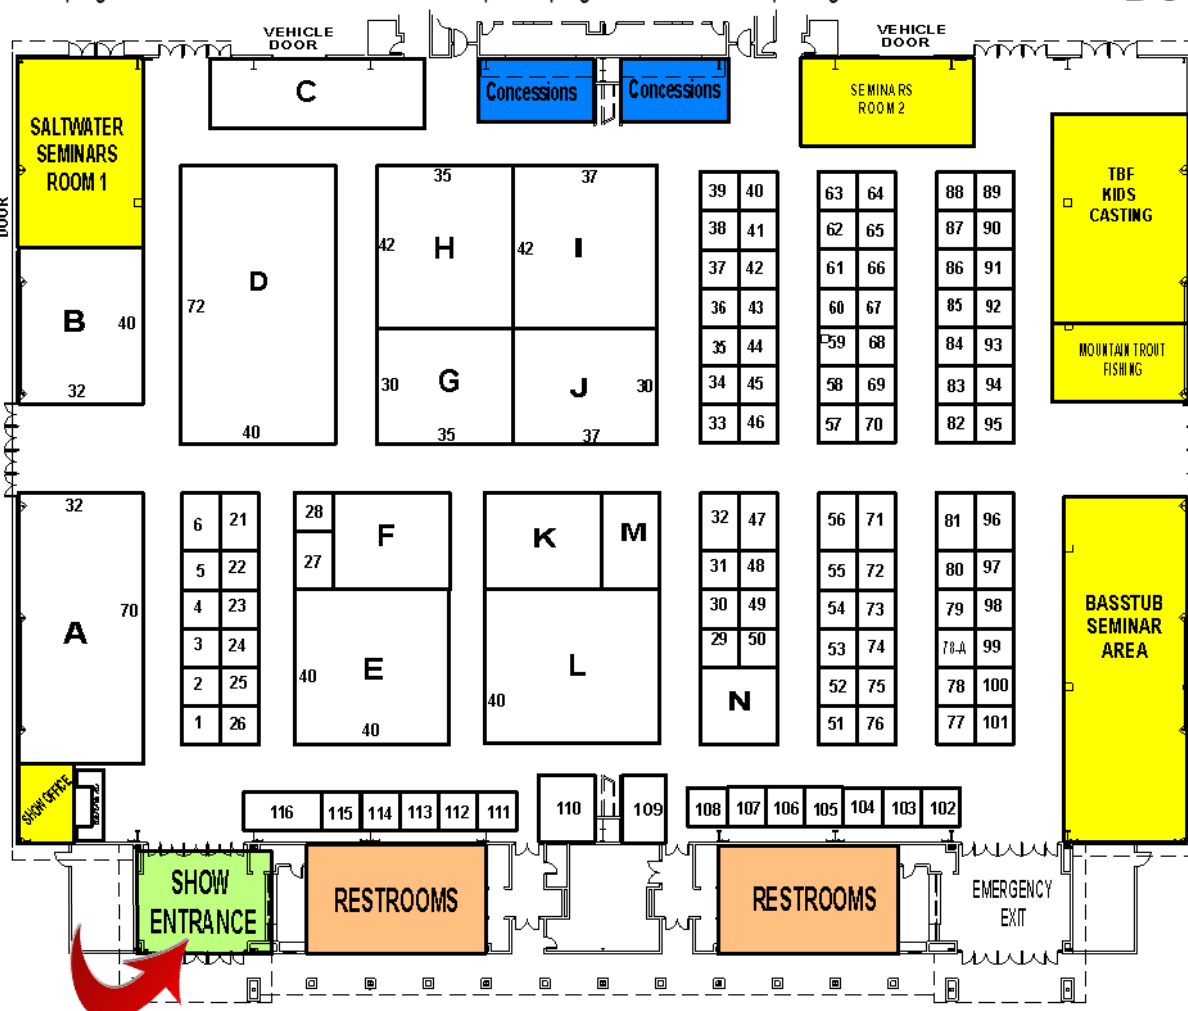 VEHICLE
DOOR
VEHICLE
DOOR
C
Concessions
Concessions
SEMINARS
ROOM 2
SALTWATER
SEMINARS
ROOM 1
DOOR
TBF
KIDS
CASTING
MOUNTAIN TROUT
FISHING
B
40
32
D
72
40
35
42
H
37
42
I
30
G
35
J
30
37
39 40
38 41
37 42
36 43
35 44
34 45
33 46
63 64
62 65
61 66
60 67
59 68
58 69
57 70
88 89
87 90
86 91
85 92
84 93
83 94
82 95
32
70
A
6 21
5 22
4 23
3 24
2 25
1 26
28
27
F
40
E
40
K
M
L
40
32 47
31 48
30 49
29 50
N
56 71
55 72
54 73
53 74
52 75
51 76
81 96
80 97
79 98
78-A 99
78 100
77 101
BASSTUB
SEMINAR
AREA
SHOW OFFICE
116 115 114 113 112 111
110
109
108 107 106 105 104 103 102
SHOW
ENTRANCE
RESTROOMS
RESTROOMS
EMERGENCY
EXIT